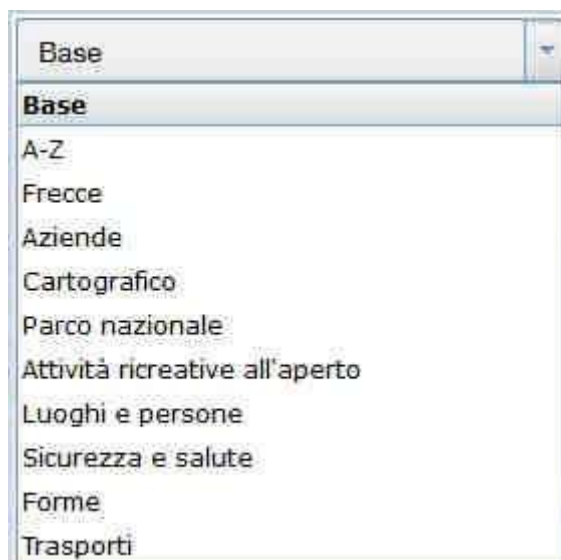 Base
Base
A-Z
Frecce
Aziende
Cartografico
Parco nazionale
Attività ricreative all'aperto
Luoghi e persone
Sicurezza e salute
Forme
Trasporti